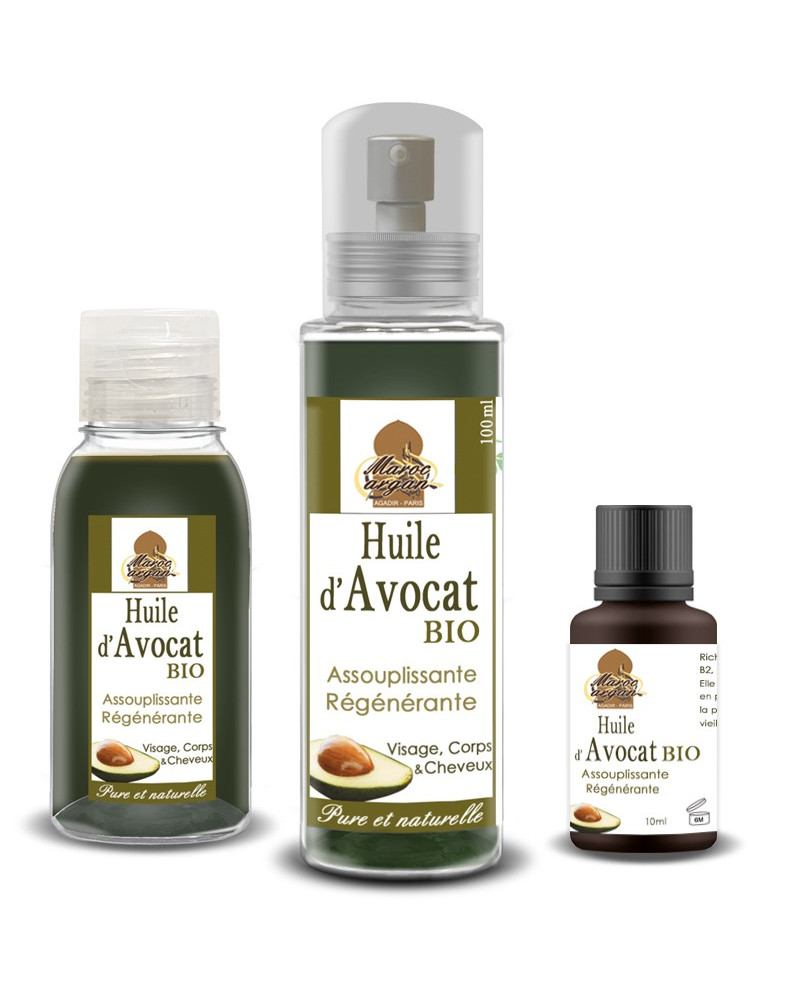 Maroc
argan
AGADIR - PARIS
Huile
d'Avocat
BIO
Assouplissante
Régénérante
Visage, Corps
&Cheveux
Pure et naturelle
100 ml
Maroc
argan
AGADIR - PARIS
Huile
d'Avocat
BIO
Assouplissante
Régénérante
Visage, Corps
&Cheveux
Pure et naturelle
Maroc
argan
AGADIR - PARIS
Huile
d'Avocat BIO
Assouplissante
Régénérante
10ml
6M
Rich
B2,
Elle
en p
la p
vieil